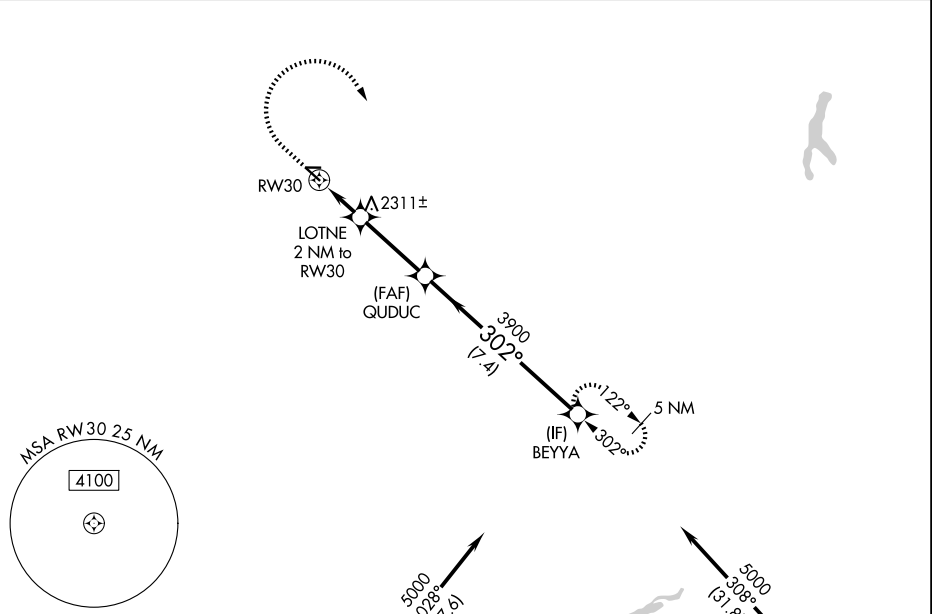 RW30
2311±
LOTNE
2 NM to
RW30
(FAF)
QUDUC
3900
302°
(7.4)
122°
5 NM
302°
(IF)
BEYYA
MSA RW30 25 NM
4100
5000
028°
5000
308°